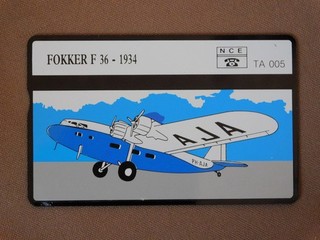 FOKKER F 36 - 1934
NCE
TA 005
AJA
PH-AJA